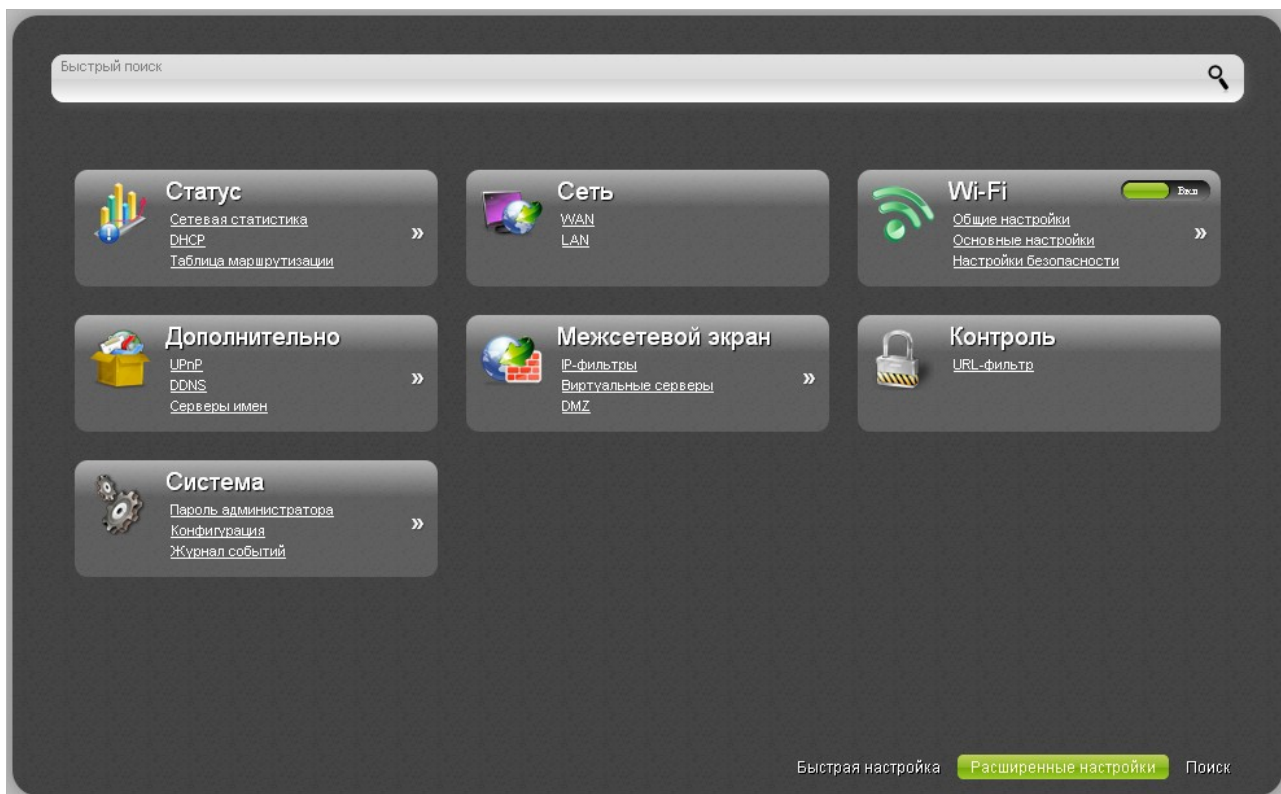 Быстрый поиск
Статус
Сетевая статистика
DHCP
Таблица маршрутизации
Сеть
WAN
LAN
Wi-Fi
Вкл
Общие настройки
Основные настройки
Настройки безопасности
Дополнительно
UPnP
DDNS
Серверы имен
Межсетевой экран
IP-фильтры
Виртуальные серверы
DMZ
Контроль
URL-фильтр
Система
Пароль администратора
Конфигурация
Журнал событий
Быстрая настройка Расширенные настройки Поиск